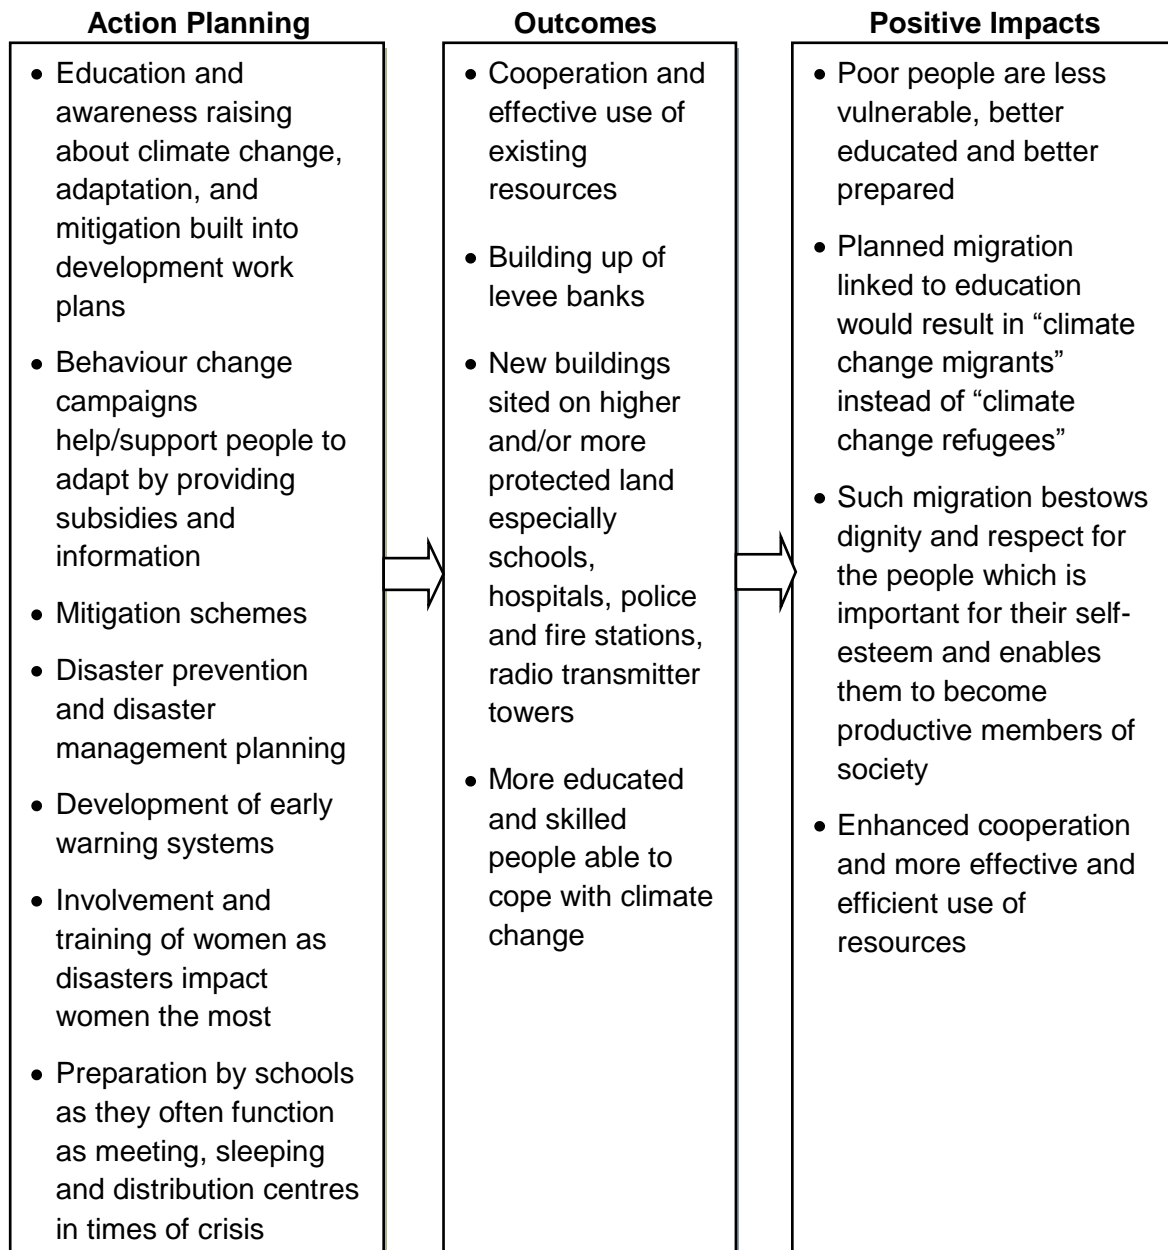 Action Planning
• Education and
awareness raising
about climate change,
adaptation, and
mitigation built into
development work
plans
• Behaviour change
campaigns
help/support people to
adapt by providing
subsidies and
information
• Mitigation schemes
• Disaster prevention
and disaster
management planning
• Development of early
warning systems
• Involvement and
training of women as
disasters impact
women the most
• Preparation by schools
as they often function
as meeting, sleeping
and distribution centres
in times of crisis
Outcomes
• Cooperation and
effective use of
existing
resources
• Building up of
levee banks
• New buildings
sited on higher
and/or more
protected land
especially
schools,
hospitals, police
and fire stations,
radio transmitter
towers
• More educated
and skilled
people able to
cope with climate
change
Positive Impacts
• Poor people are less
vulnerable, better
educated and better
prepared
• Planned migration
linked to education
would result in “climate
change migrants”
instead of “climate
change refugees”
• Such migration bestows
dignity and respect for
the people which is
important for their self-
esteem and enables
them to become
productive members of
society
• Enhanced cooperation
and more effective and
efficient use of
resources